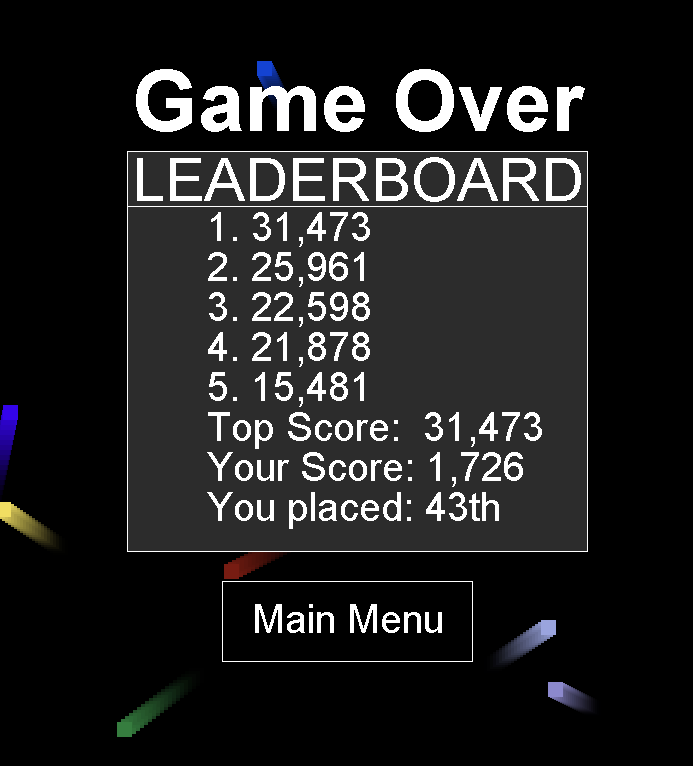 Game Over
LEADERBOARD
1. 31,473
2. 25,961
3. 22,598
4. 21,878
5. 15,481
Top Score: 31,473
Your Score: 1,726
You placed: 43th
Main Menu